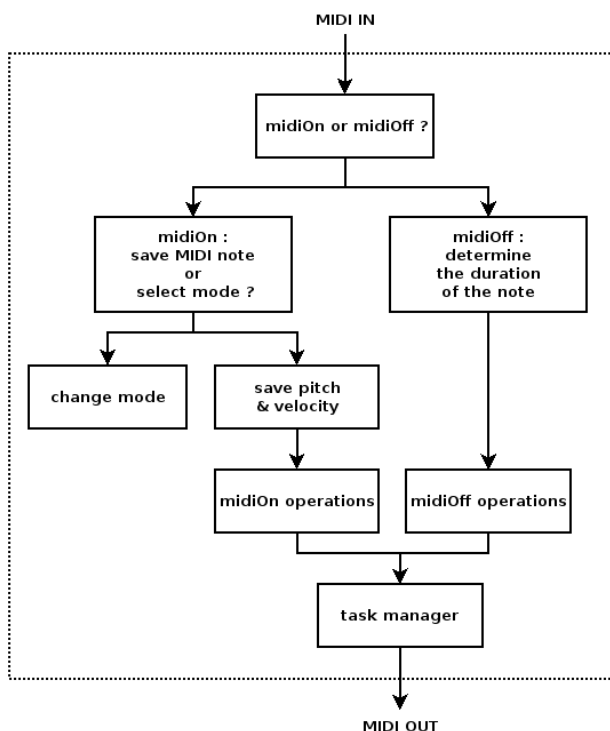 MIDI IN
midiOn or midiOff ?
midiOn :
save MIDI note
or
select mode ?
midiOff :
determine
the duration
of the note
change mode
save pitch
& velocity
midiOn operations
midiOff operations
task manager
MIDI OUT